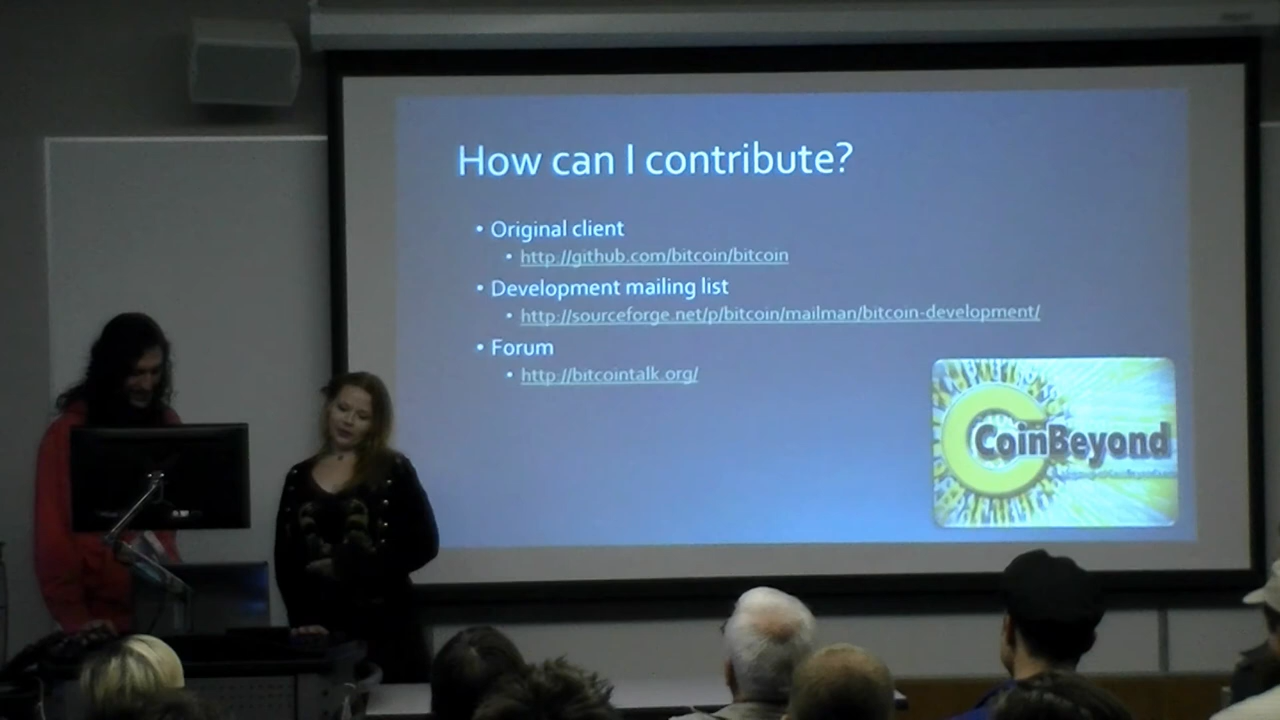 How can I contribute?
• Original client
• http://github.com/bitcoin/bitcoin
• Development mailing list
• http://sourceforge.net/p/bitcoin/mailman/bitcoin-development/
• Forum
• http://bitcointalk.org/
CoinBeyond